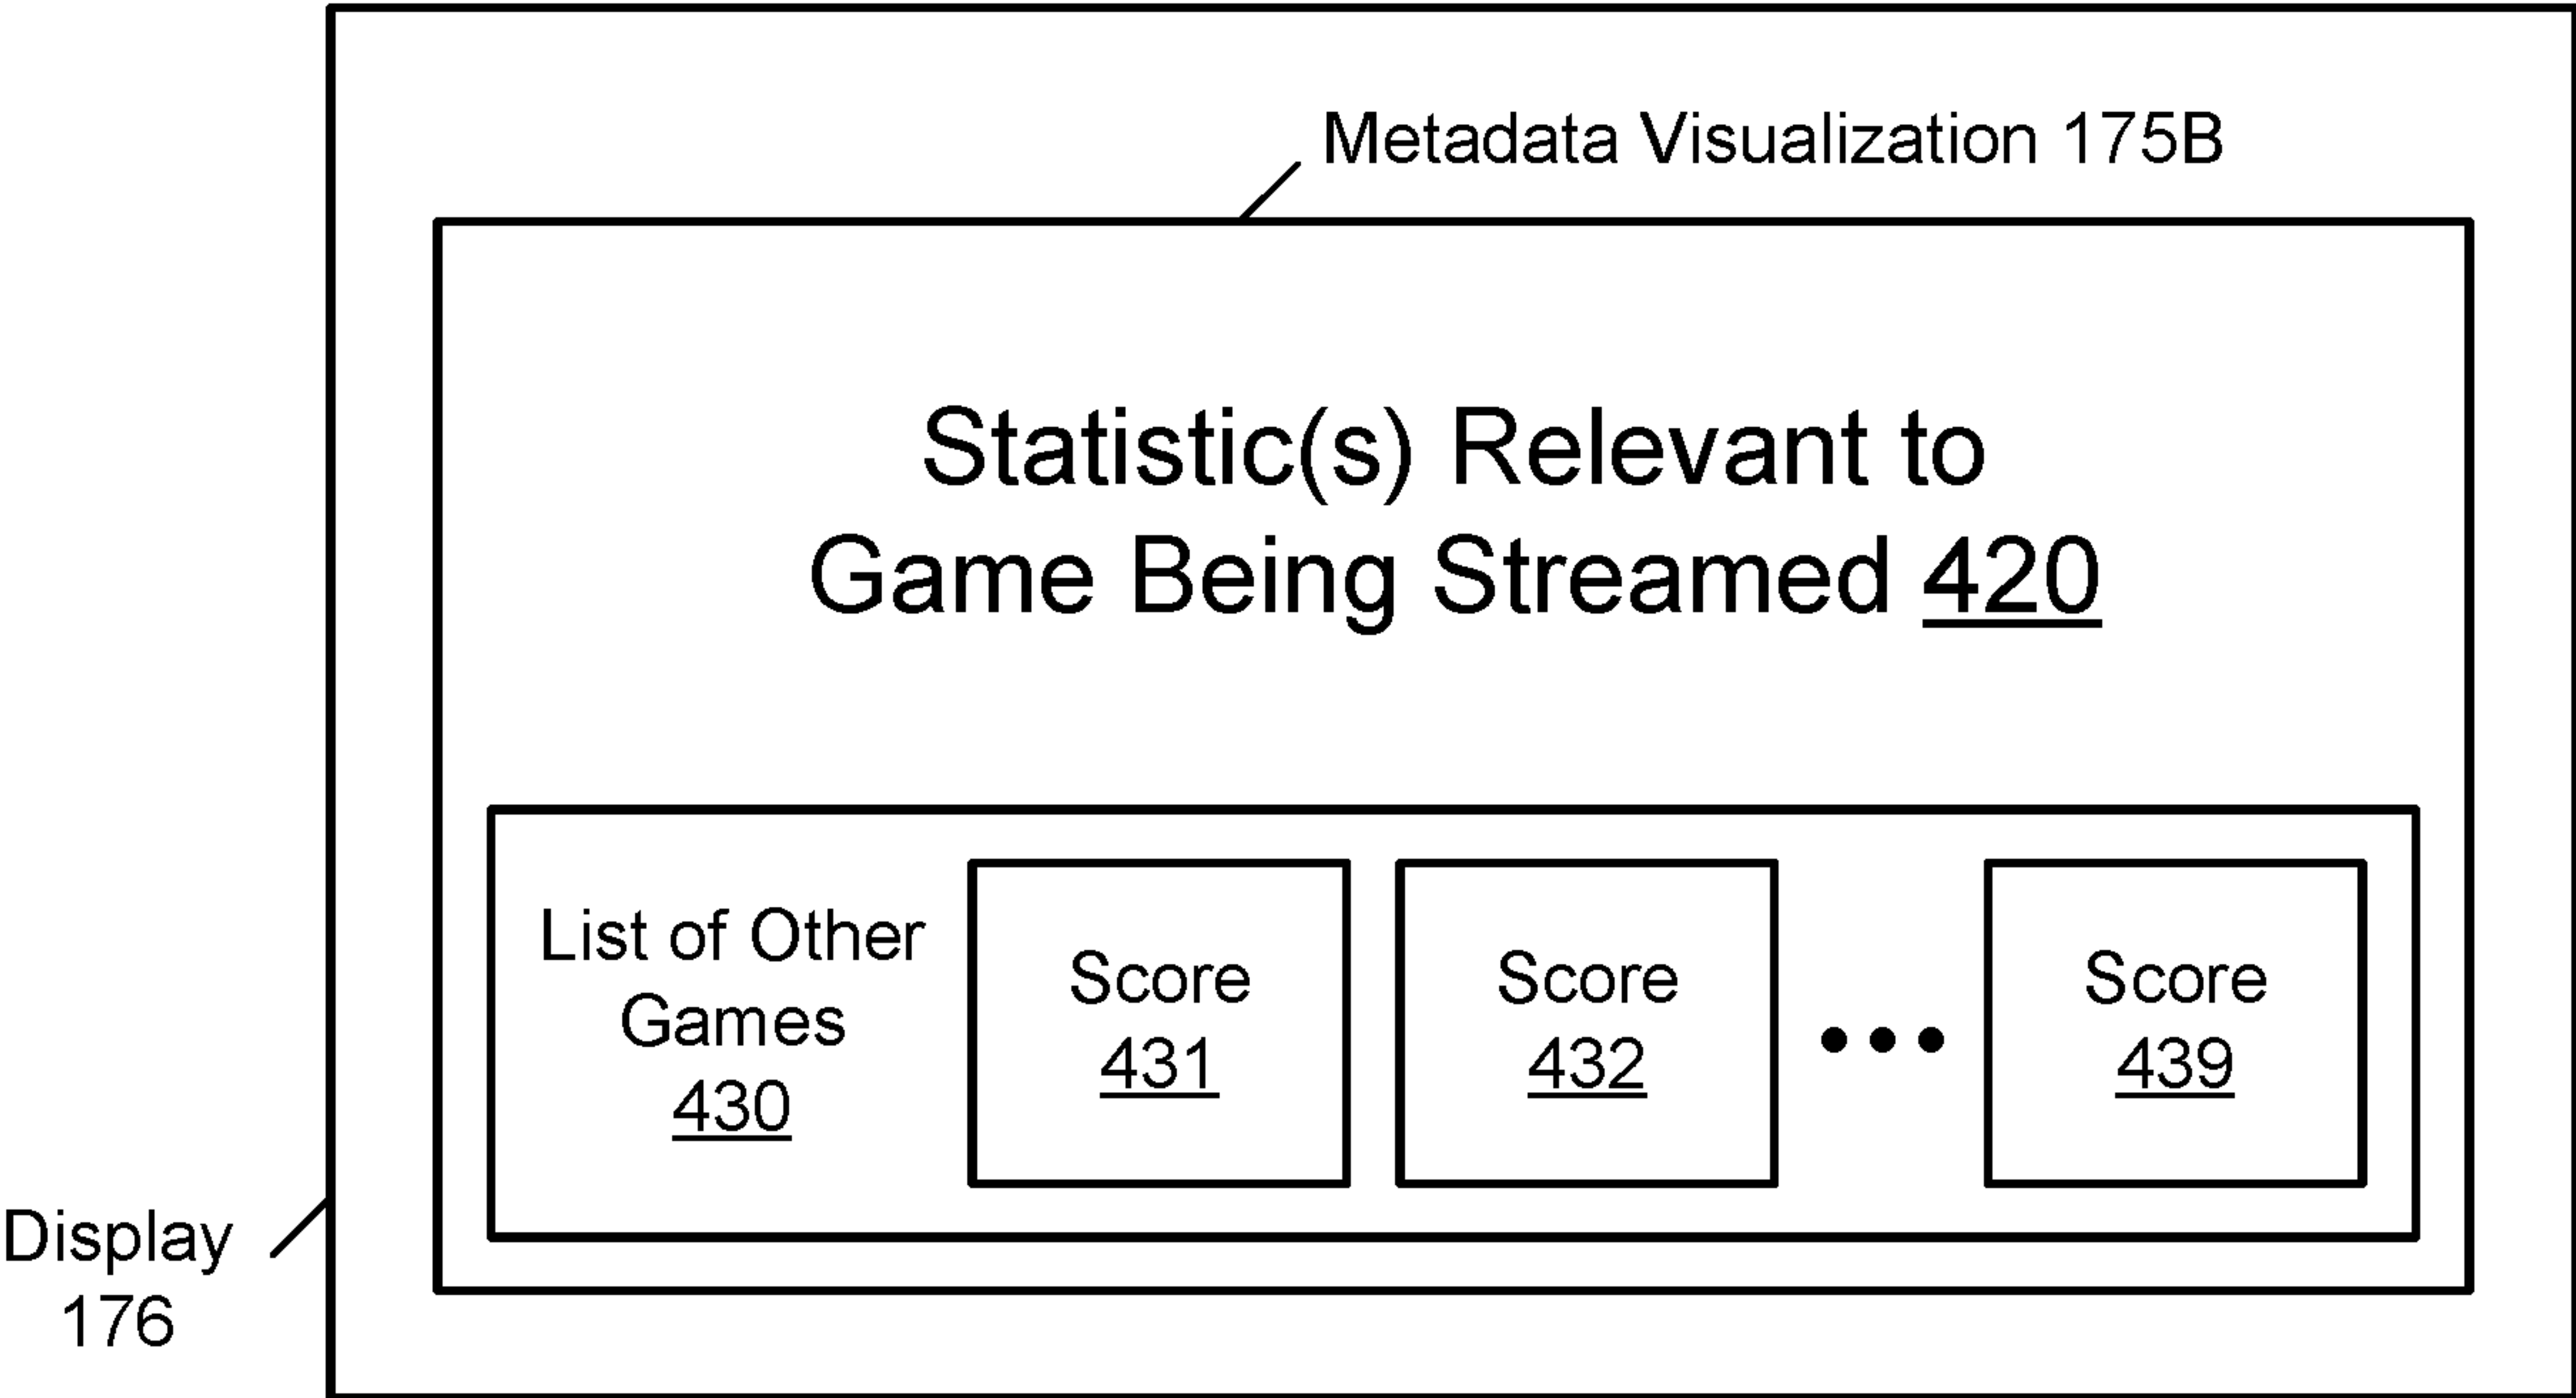 Metadata Visualization 175B
Statistic(s) Relevant to
Game Being Streamed 420
List of Other
Games
430
Score
431
Score
432
Score
439
Display
176